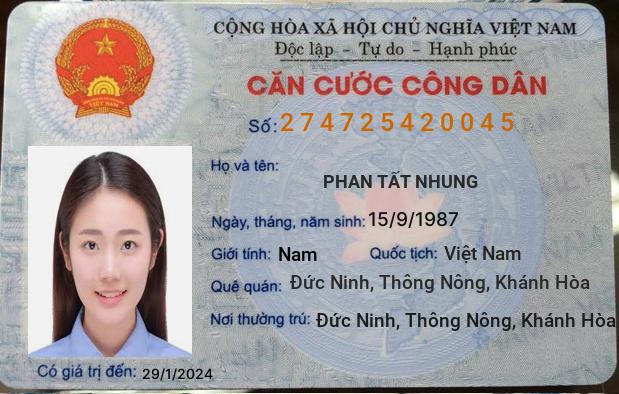 CỘNG HÒA XÃ HỘI CHỦ NGHĨA VIỆT NAM
Độc lập - Tự do - Hạnh phúc
CĂN CƯỚC CÔNG DÂN
Số: 274725420045
Họ và tên:
PHAN TẤT NHUNG
Ngày, tháng, năm sinh: 15/9/1987
Giới tính: Nam Quốc tịch: Việt Nam
Quê quán: Đức Ninh, Thông Nông, Khánh Hòa
Nơi thường trú: Đức Ninh, Thông Nông, Khánh Hòa
Có giá trị đến: 29/1/2024